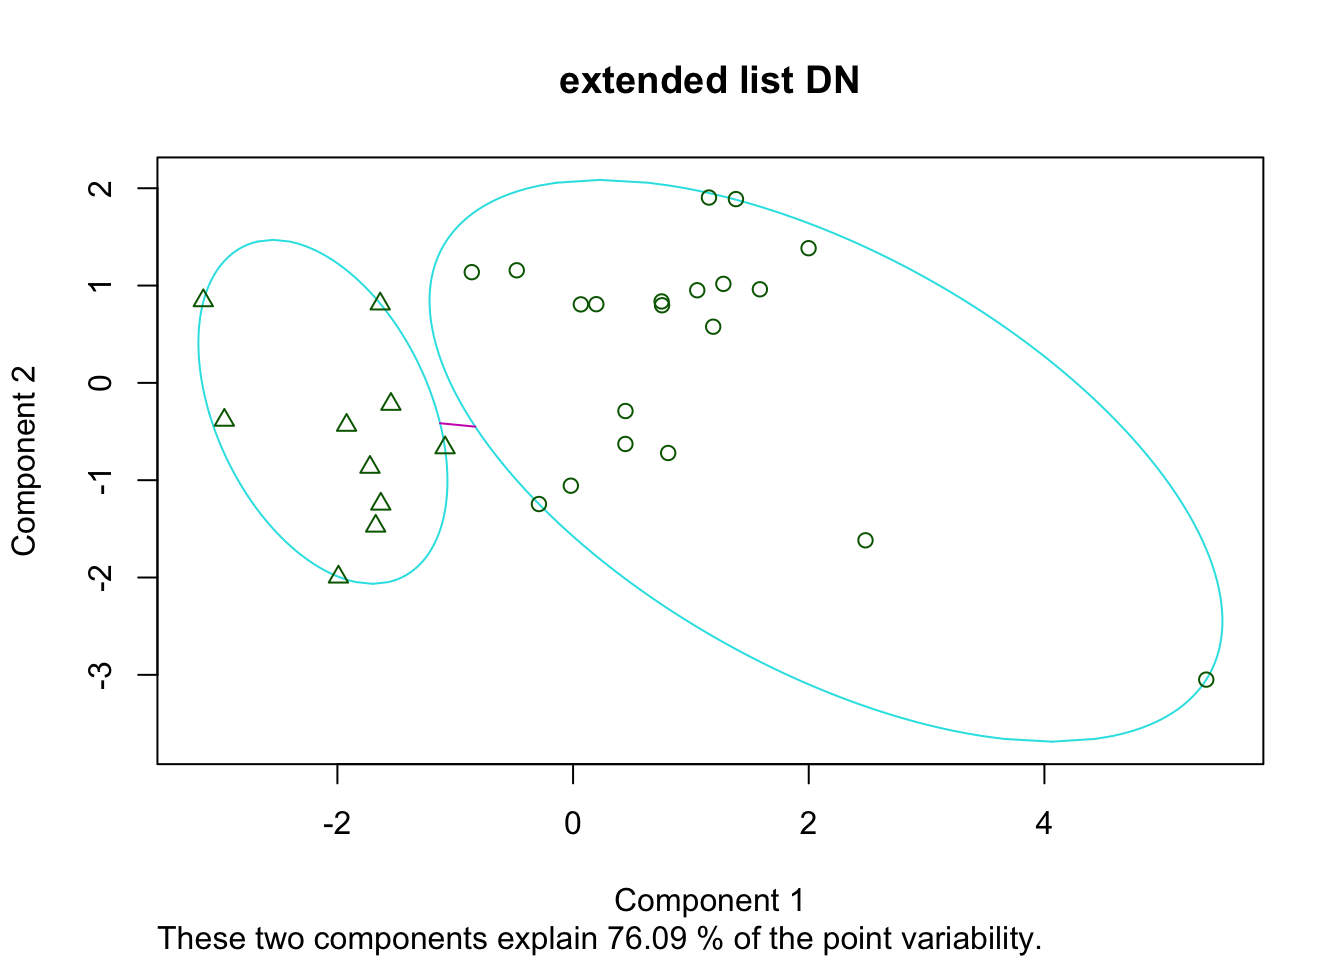 extended list DN
Component 2
2
1
0
-1
-2
-3
-2
0
2
4
Component 1
These two components explain 76.09 % of the point variability.